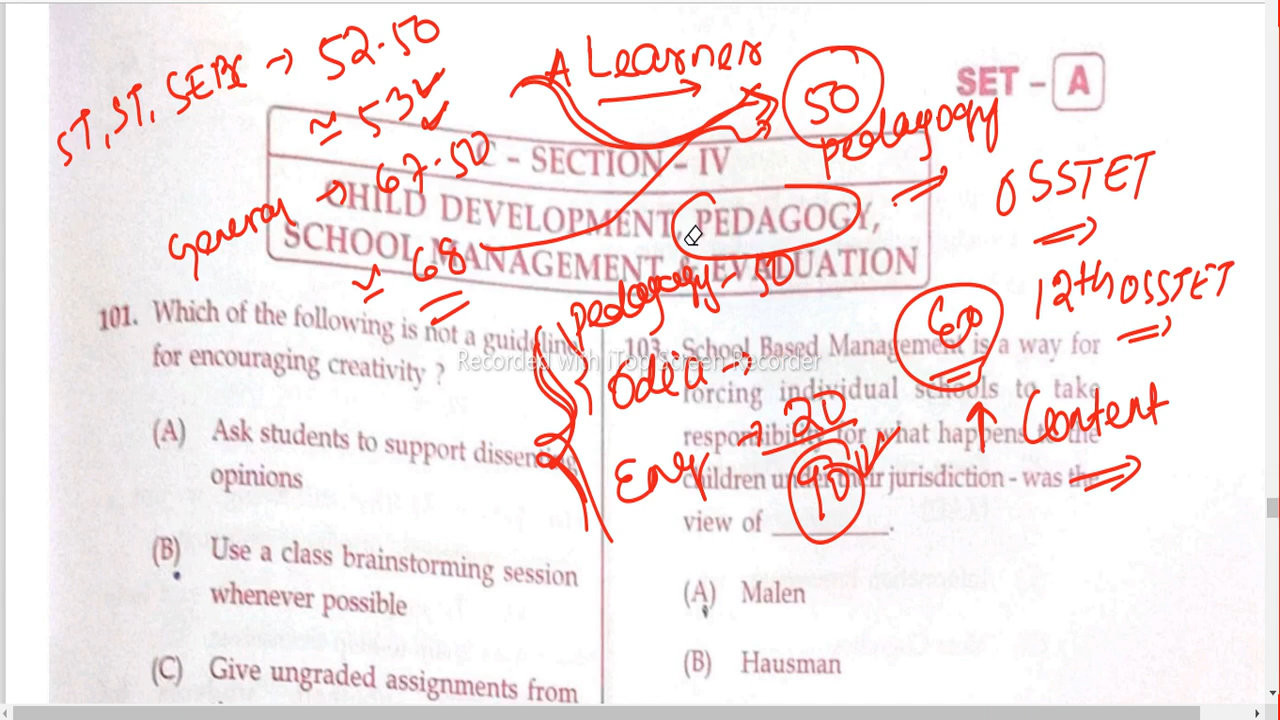 ST, ST, SEBC → 52.50
≈ 53
General → 67.50
≈ 68
A Learner
50
pedagogy
SET - A
OSSTET
12th OSSTET
C - SECTION - IV
CHILD DEVELOPMENT, PEDAGOGY,
SCHOOL MANAGEMENT & EVALUATION
pedagogy - 50
Odia →
Eng → 20
90
60
Content
Recorded with iTop Screen Recorder
101. Which of the following is not a guideline
for encouraging creativity ?
(A) Ask students to support dissenting
opinions
(B) Use a class brainstorming session
whenever possible
(C) Give ungraded assignments from
103. School Based Management is a way for
forcing individual schools to take
responsibility for what happens to the
children under their jurisdiction - was the
view of ________.
(A) Malen
(B) Hausman